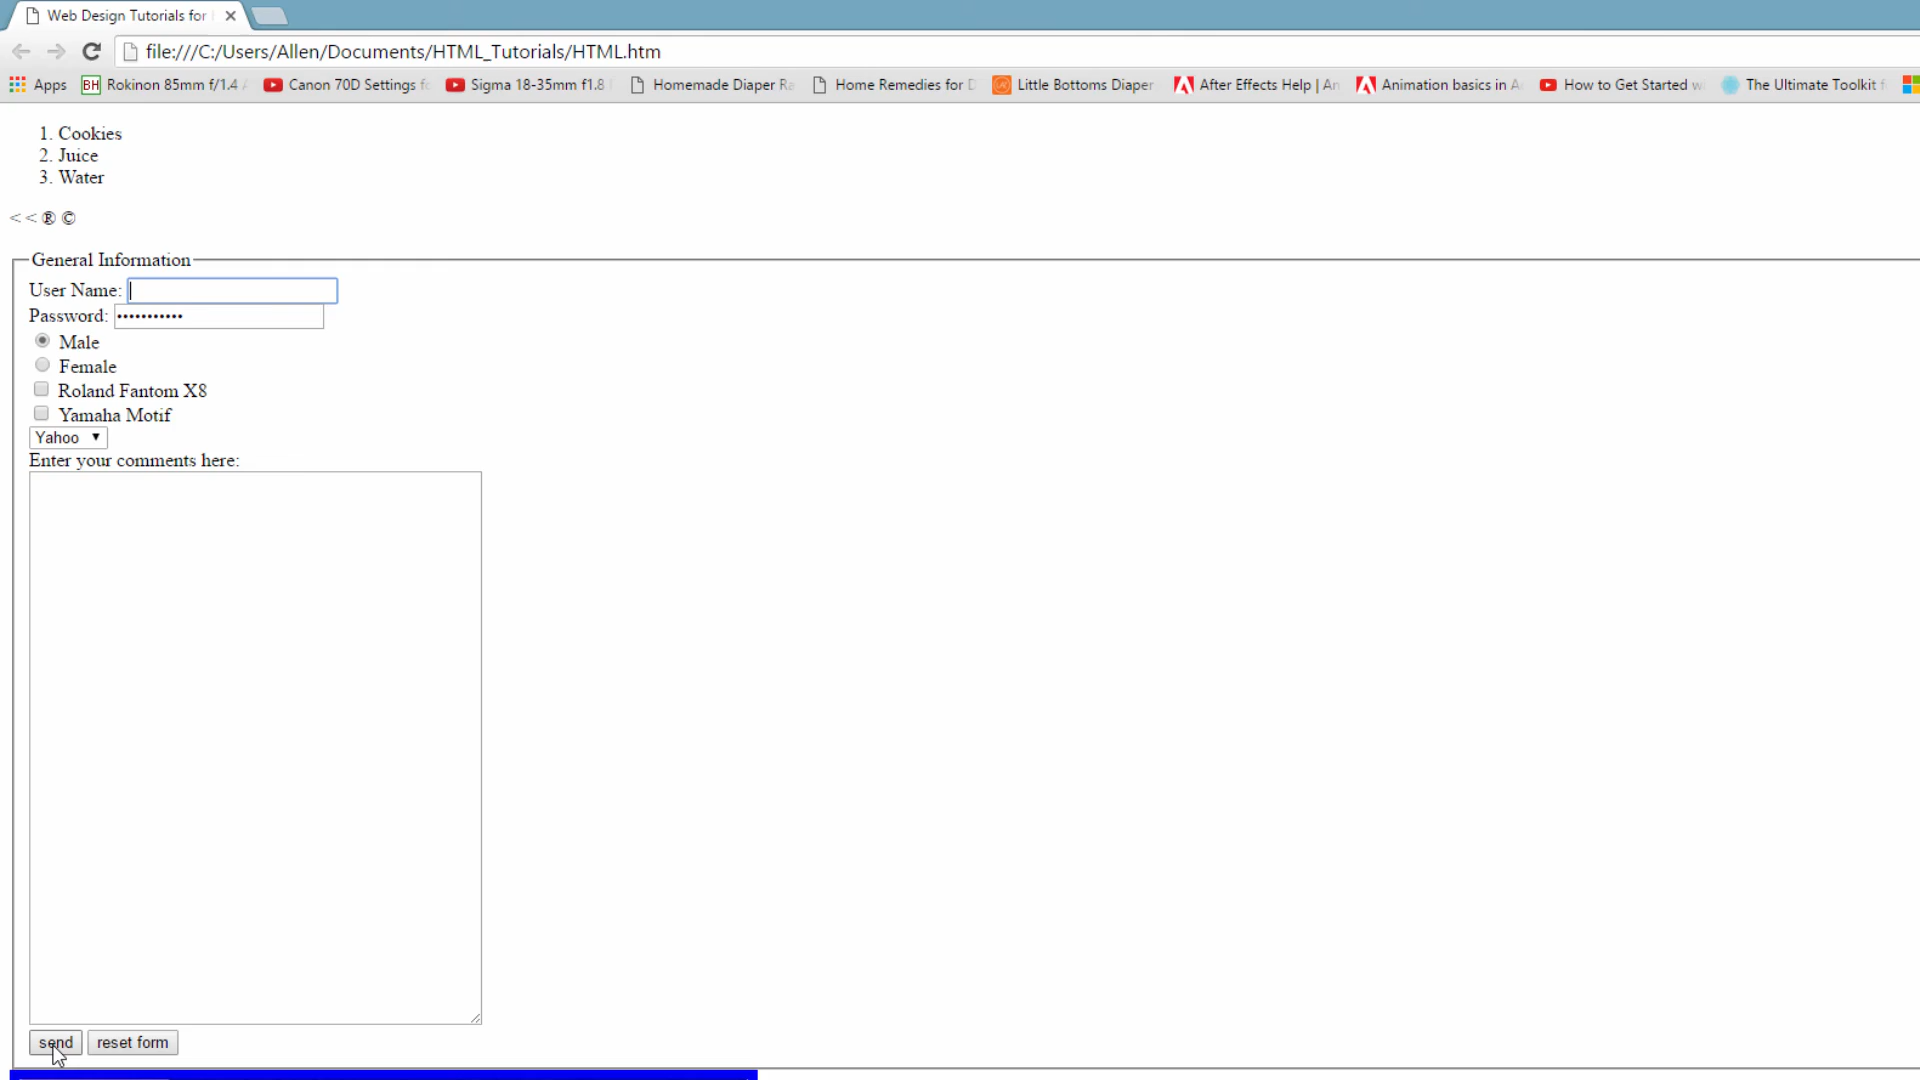 Web Design Tutorials for
file:///C:/Users/Allen/Documents/HTML_Tutorials/HTML.htm
Apps BH Rokinon 85mm f/1.4 Canon 70D Settings fo Sigma 18-35mm f1.8 Homemade Diaper Ra Home Remedies for D Little Bottoms Diaper After Effects Help | An Animation basics in A How to Get Started w The Ultimate Toolkit f
1. Cookies
2. Juice
3. Water
< < ® ©
General Information
User Name:
Password: •••••••••••
Male
Female
Roland Fantom X8
Yamaha Motif
Yahoo
Enter your comments here:
send reset form